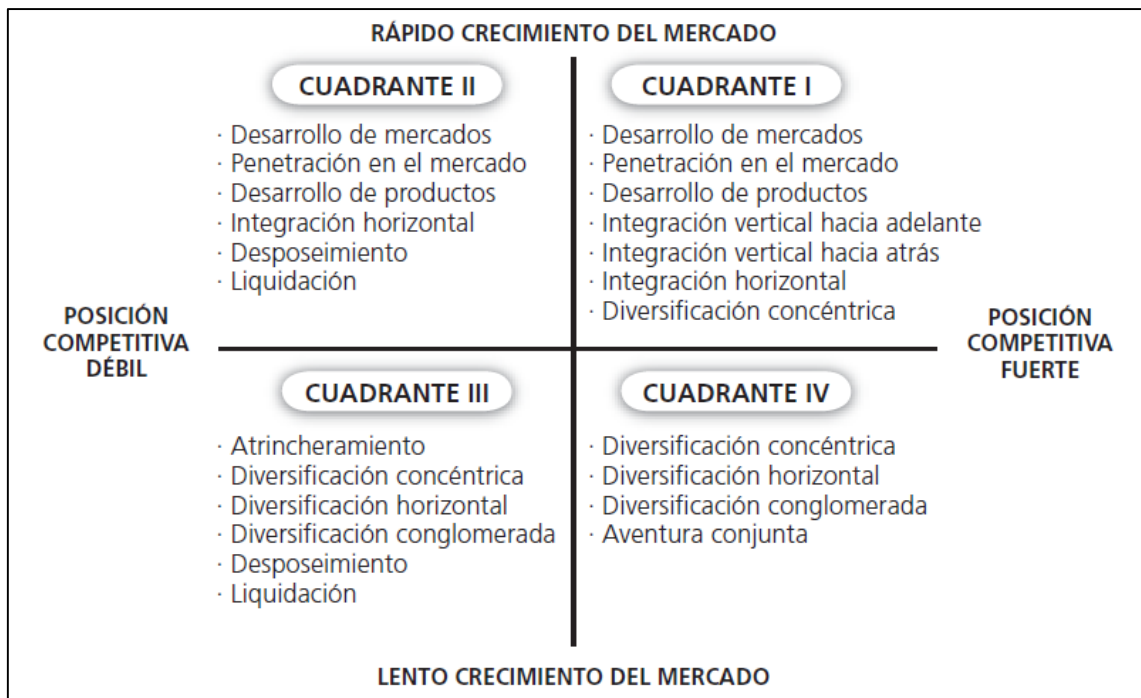 RÁPIDO CRECIMIENTO DEL MERCADO
CUADRANTE II
· Desarrollo de mercados
· Penetración en el mercado
· Desarrollo de productos
· Integración horizontal
· Desposeimiento
· Liquidación
CUADRANTE I
· Desarrollo de mercados
· Penetración en el mercado
· Desarrollo de productos
· Integración vertical hacia adelante
· Integración vertical hacia atrás
· Integración horizontal
· Diversificación concéntrica
POSICIÓN
COMPETITIVA
DÉBIL
POSICIÓN
COMPETITIVA
FUERTE
CUADRANTE III
· Atrincheramiento
· Diversificación concéntrica
· Diversificación horizontal
· Diversificación conglomerada
· Desposeimiento
· Liquidación
CUADRANTE IV
· Diversificación concéntrica
· Diversificación horizontal
· Diversificación conglomerada
· Aventura conjunta
LENTO CRECIMIENTO DEL MERCADO